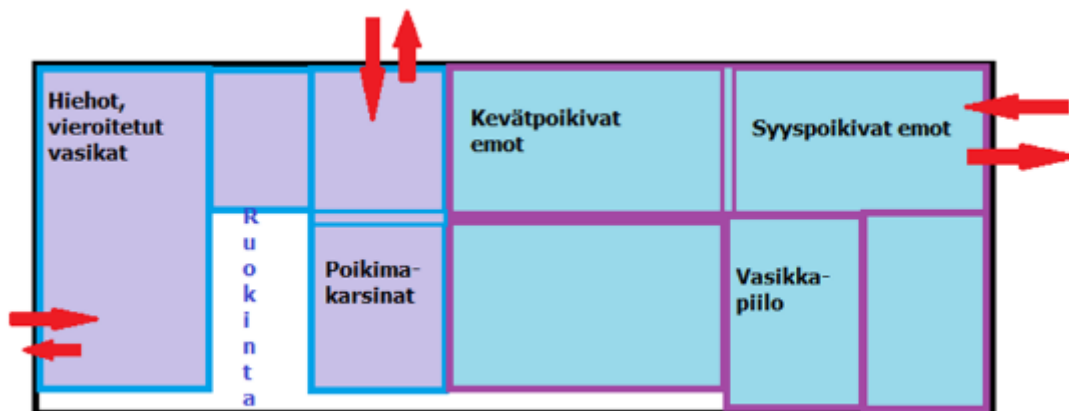 Hiehot,
vieroitetut
vasikat
Ruokinta
Poikima-
karsinat
Kevätpoikivat
emot
Syyspoikivat emot
Vasikka-
piilo